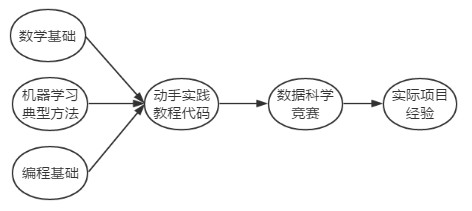 数学基础
机器学习
典型方法
编程基础
动手实践
教程代码
数据科学
竞赛
实际项目
经验